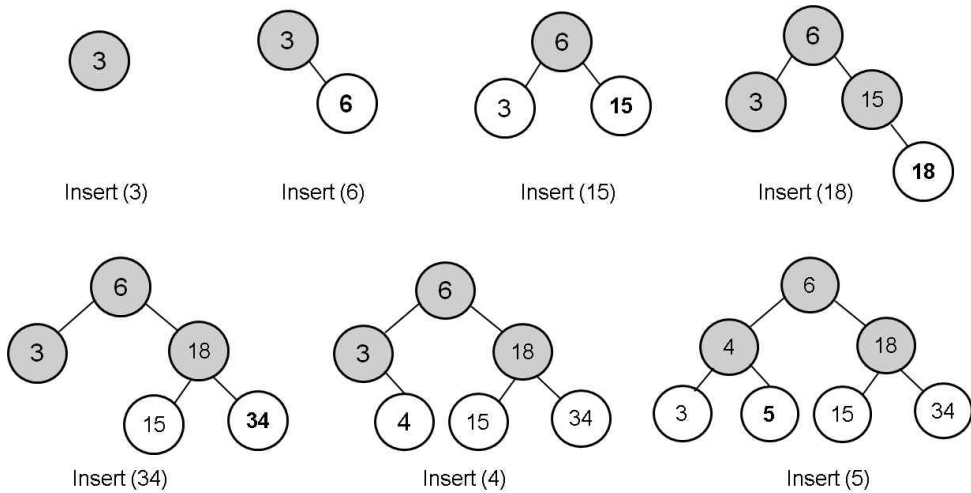 3
Insert (3)
3
6
Insert (6)
6
3 15
Insert (15)
6
3 15
18
Insert (18)
6
3 18
15 34
Insert (34)
6
3 18
4 15 34
Insert (4)
6
4 18
3 5 15 34
Insert (5)